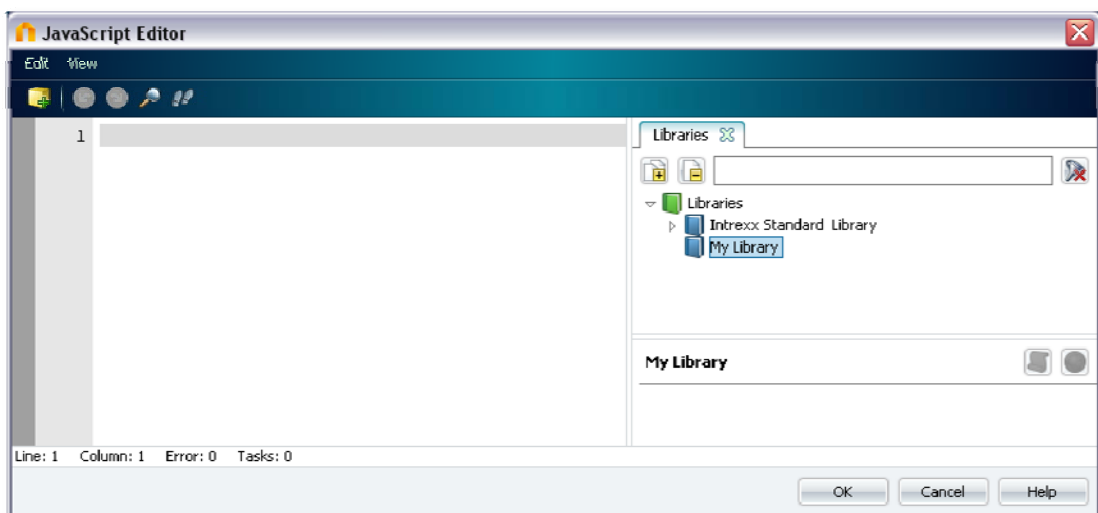 JavaScript Editor
Edit View
1
Libraries
Libraries
Intrexx Standard Library
My Library
My Library
Line: 1 Column: 1 Error: 0 Tasks: 0
OK Cancel Help